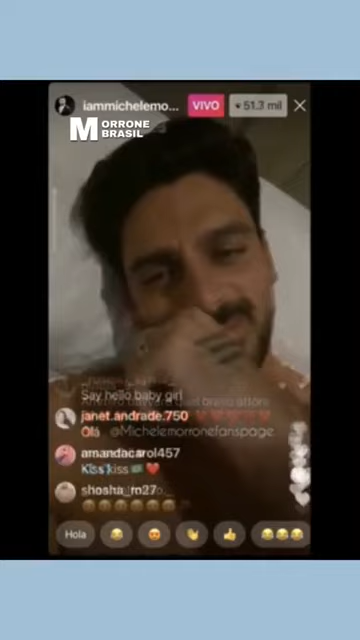 iammichelemo...
VIVO
51.3 mil
MORRONE
BRASIL
Say hello baby girl
janet.andrade.750
Olá @Michelemorronefanspage
amandacarol457
Kiss kiss
shosha_ro27
Hola